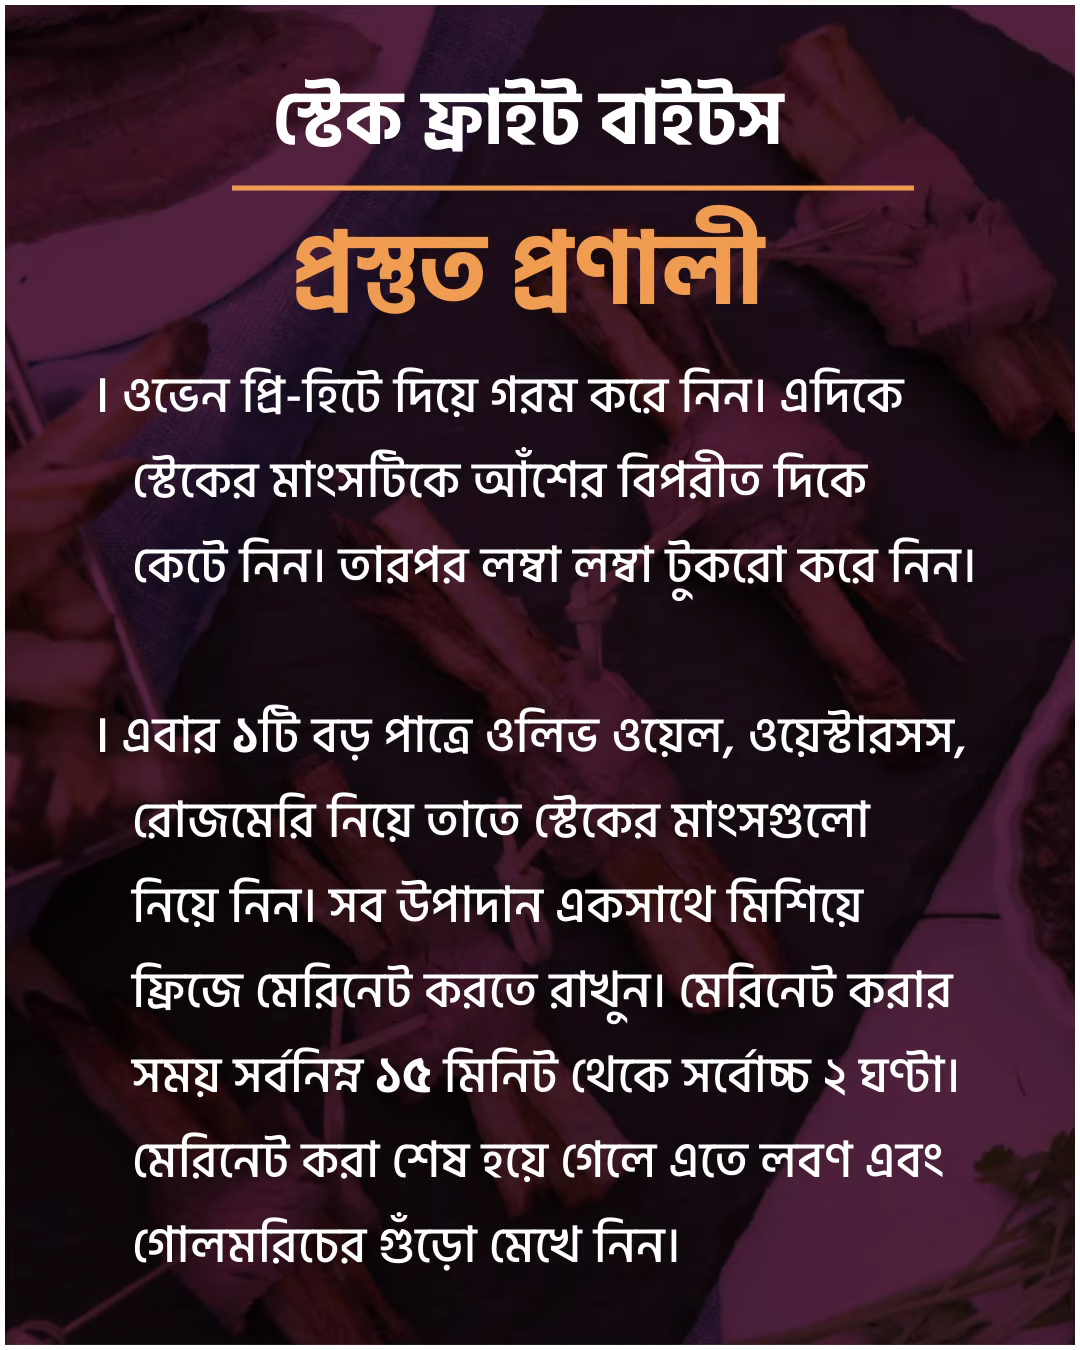 স্টেক ফ্রাইট বাইটস
প্রস্তুত প্রণালী
। ওভেন প্রি-হিটে দিয়ে গরম করে নিন। এদিকে
স্টেকের মাংসটিকে আঁশের বিপরীত দিকে
কেটে নিন। তারপর লম্বা লম্বা টুকরো করে নিন।
। এবার ১টি বড় পাত্রে ওলিভ ওয়েল, ওয়েস্টারসস,
রোজমেরি নিয়ে তাতে স্টেকের মাংসগুলো
নিয়ে নিন। সব উপাদান একসাথে মিশিয়ে
ফ্রিজে মেরিনেট করতে রাখুন। মেরিনেট করার
সময় সর্বনিম্ন ১৫ মিনিট থেকে সর্বোচ্চ ২ ঘণ্টা।
মেরিনেট করা শেষ হয়ে গেলে এতে লবণ এবং
গোলমরিচের গুঁড়ো মেখে নিন।